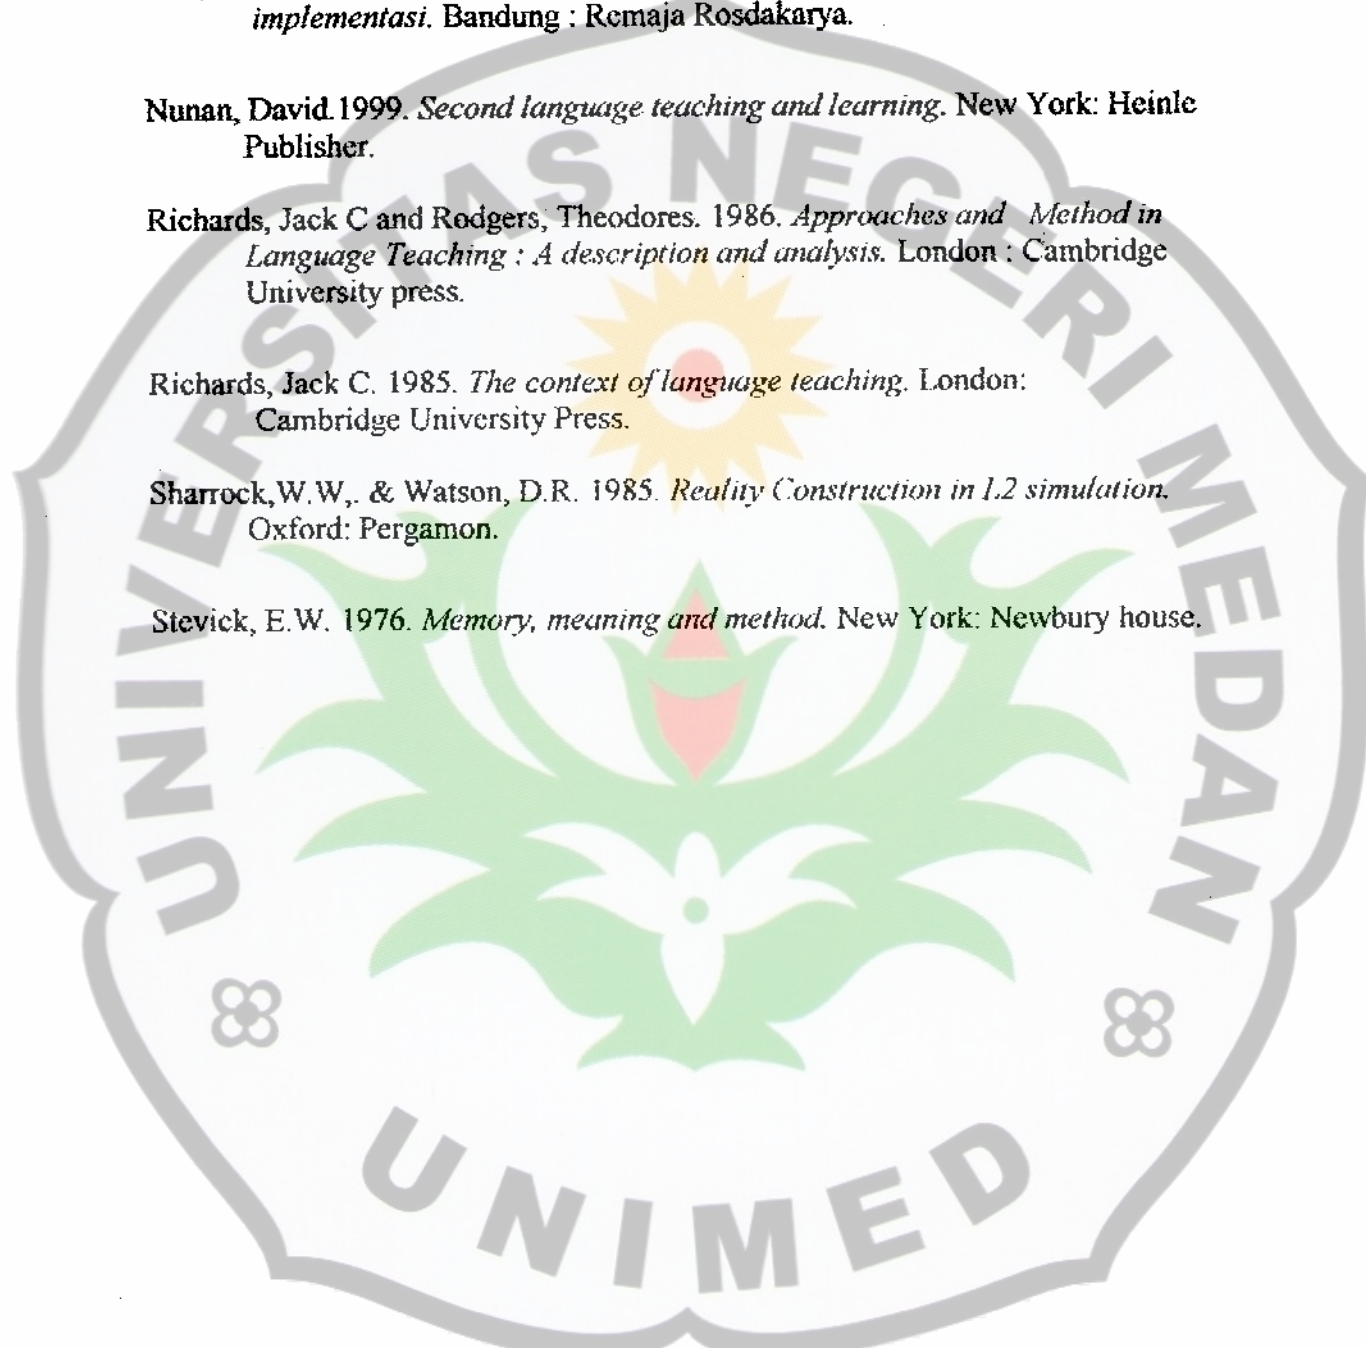 implementasi. Bandung : Remaja Rosdakarya.
Nunan, David.1999. Second language teaching and learning. New York: Heinle
Publisher.
Richards, Jack C and Rodgers, Theodores. 1986. Approaches and Method in
Language Teaching : A description and analysis. London : Cambridge
University press.
Richards, Jack C. 1985. The context of language teaching. London:
Cambridge University Press.
Sharrock,W.W,. & Watson, D.R. 1985. Reality Construction in L2 simulation.
Oxford: Pergamon.
Stevick, E.W. 1976. Memory, meaning and method. New York: Newbury house.
UNIVERSITAS NEGERI MEDAN
UNIMED